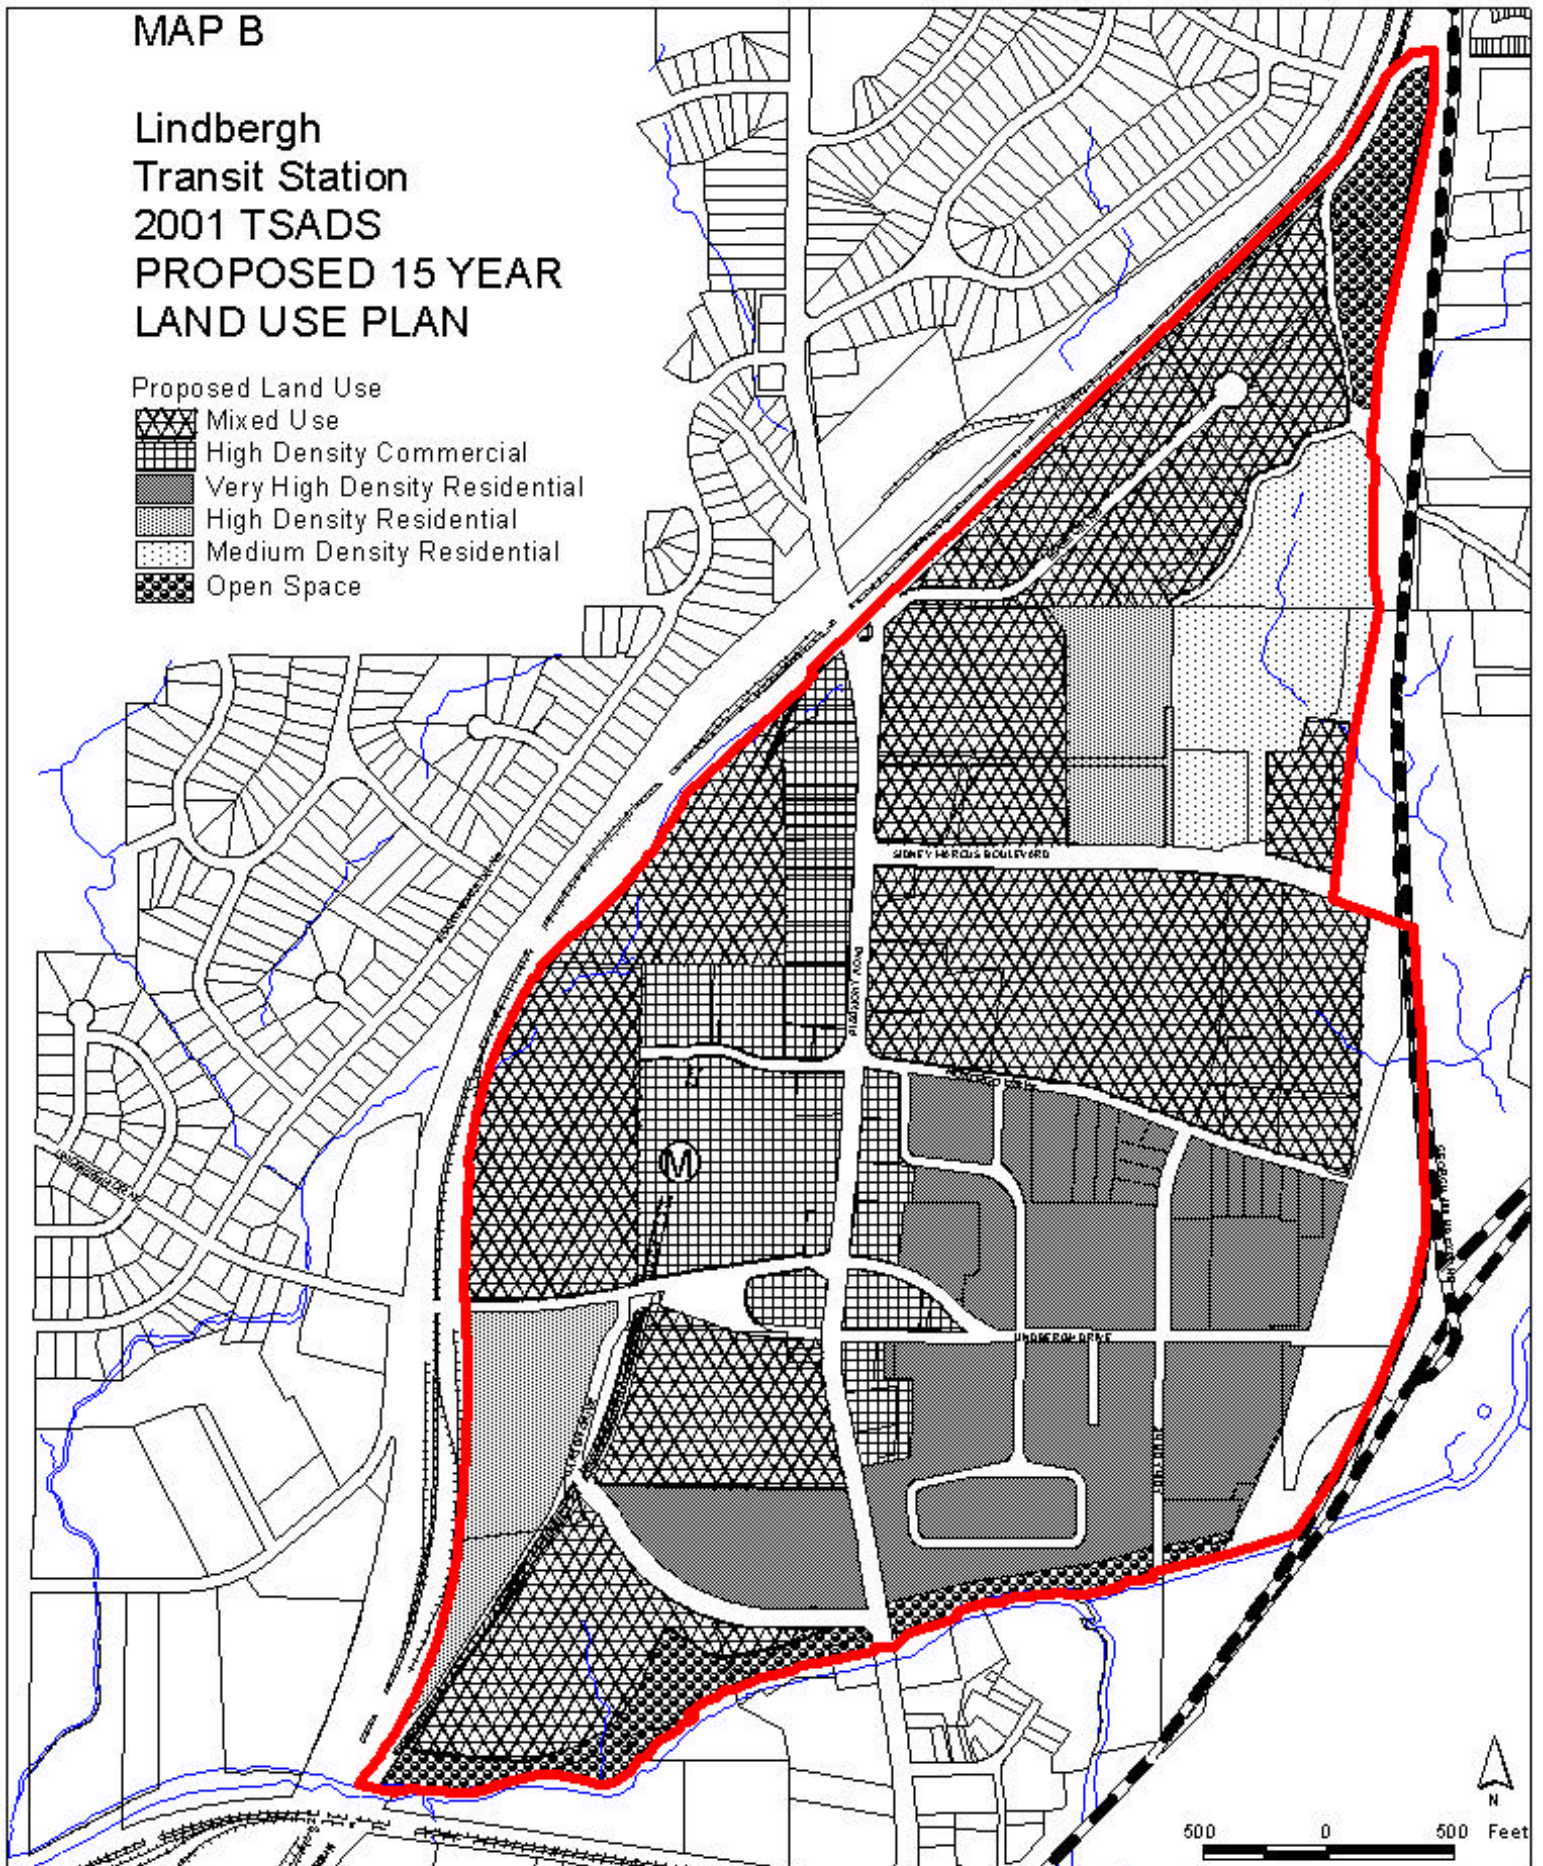 MAP B
Lindbergh
Transit Station
2001 TSADS
PROPOSED 15 YEAR
LAND USE PLAN
Proposed Land Use
Mixed Use
High Density Commercial
Very High Density Residential
High Density Residential
Medium Density Residential
Open Space
SIDNEY MARCUS BOULEVARD
PIEDMONT ROAD
M
LINDBERGH DRIVE
N
500 0 500 Feet